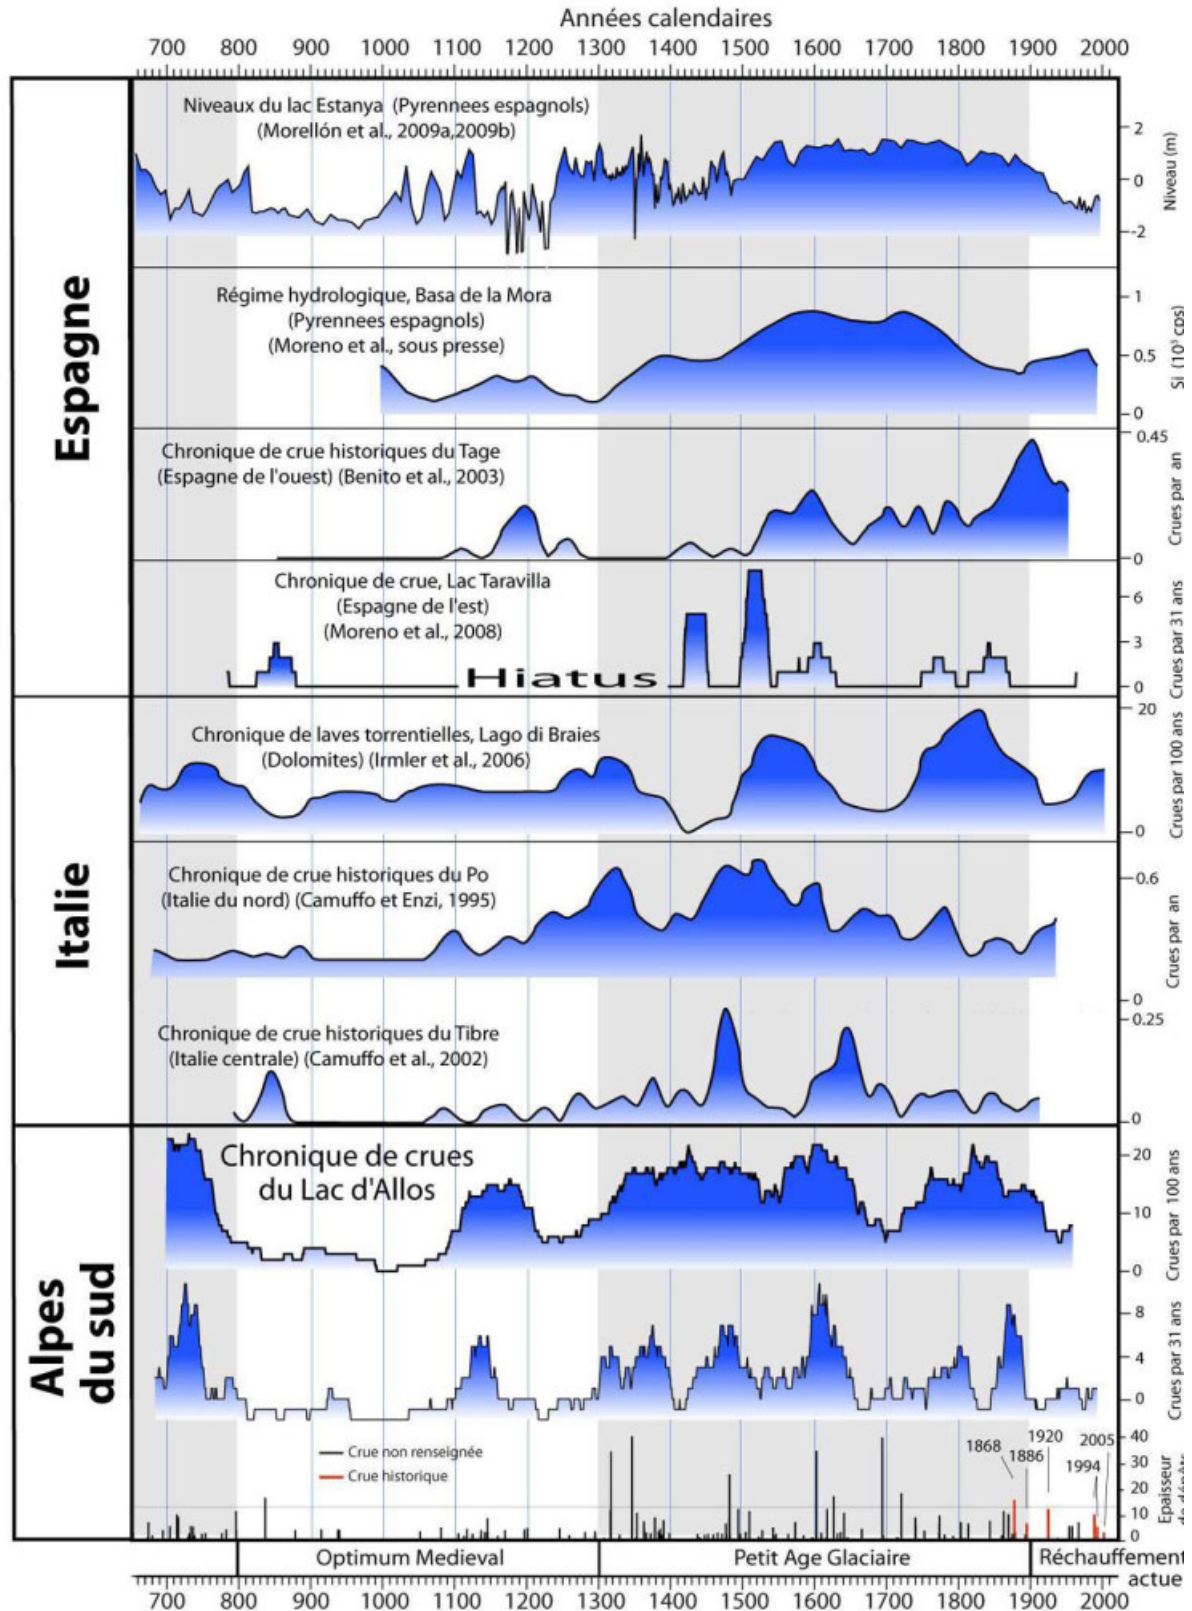 Années calendaires
700 800 900 1000 1100 1200 1300 1400 1500 1600 1700 1800 1900 2000
Espagne
Niveaux du lac Estanya (Pyrennees espagnols)
(Morellón et al., 2009a,2009b)
2
0
-2
Niveau (m)
Régime hydrologique, Basa de la Mora
(Pyrennees espagnols)
(Moreno et al., sous presse)
1
0.5
0
Si (10³ cps)
Chronique de crue historiques du Tage
(Espagne de l'ouest) (Benito et al., 2003)
0.45
0
Crues par an
Chronique de crue, Lac Taravilla
(Espagne de l'est)
(Moreno et al., 2008)
Hiatus
6
3
0
Crues par 31 ans
Italie
Chronique de laves torrentielles, Lago di Braies
(Dolomites) (Irmler et al., 2006)
20
0
Crues par 100 ans
Chronique de crue historiques du Po
(Italie du nord) (Camuffo et Enzi, 1995)
0.6
0
Crues par an
Chronique de crue historiques du Tibre
(Italie centrale) (Camuffo et al., 2002)
0.25
0
Alpes
du sud
Chronique de crues
du Lac d'Allos
20
10
0
Crues par 100 ans
8
4
0
Crues par 31 ans
Crue non renseignée
Crue historique
1868
1886
1920
1994
2005
40
30
20
10
0
Epaisseur
de dépôts
Optimum Medieval
Petit Age Glaciaire
Réchauffement
actue
700 800 900 1000 1100 1200 1300 1400 1500 1600 1700 1800 1900 2000